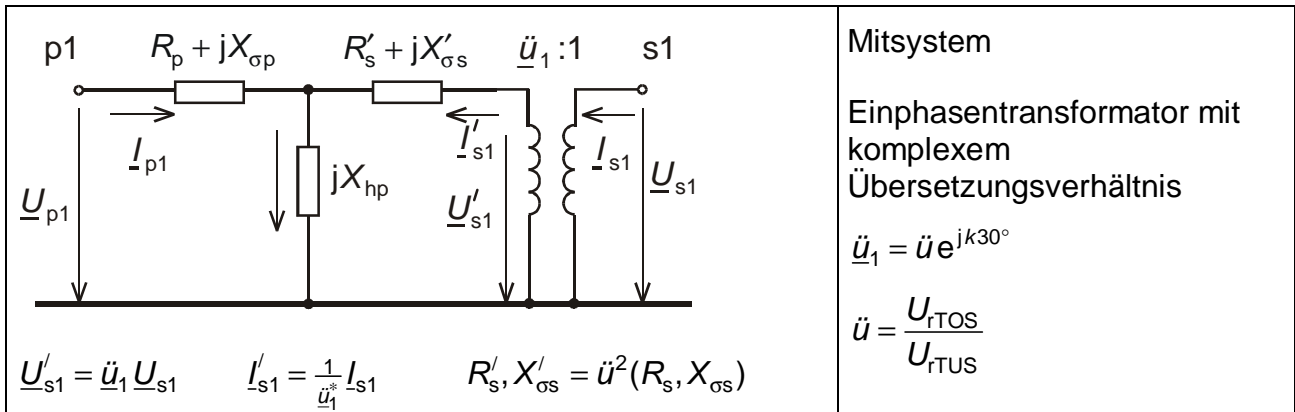 p1 R_p + jX_σp R'_s + jX'_σs ü_1 :1 s1
I_p1 I'_s1 I_s1
jX_hp
U_p1 U'_s1 U_s1
U'_s1 = ü_1 U_s1 I'_s1 = 1/ü*_1 I_s1 R'_s, X'_σs = ü²(R_s, X_σs)
Mitsystem
Einphasentransformator mit
komplexem
Übersetzungsverhältnis
ü_1 = ü e^jk30°
ü = U_rTOS / U_rTUS